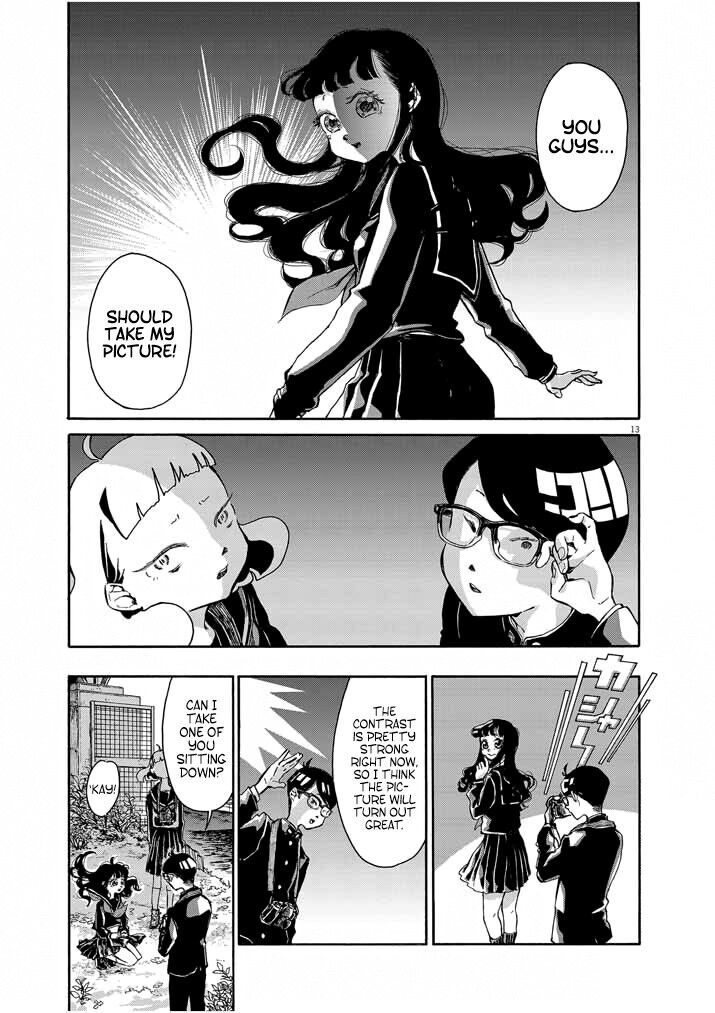 YOU
GUYS...
SHOULD
TAKE MY
PICTURE!
13
カシャ
THE
CONTRAST
IS PRETTY
STRONG
RIGHT NOW,
SO I THINK
THE PIC-
TURE WILL
TURN OUT
GREAT.
CAN I
TAKE
ONE OF
YOU
SITTING
DOWN?
'KAY!